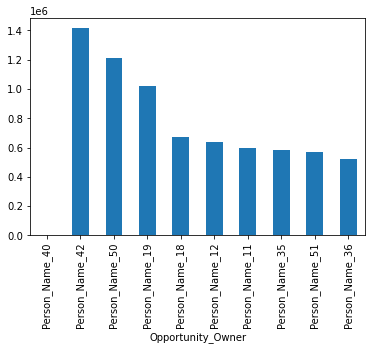 1e6
1.4
1.2
1.0
0.8
0.6
0.4
0.2
0.0
Person_Name_40
Person_Name_42
Person_Name_50
Person_Name_19
Person_Name_18
Person_Name_12
Person_Name_11
Person_Name_35
Person_Name_51
Person_Name_36
Opportunity_Owner